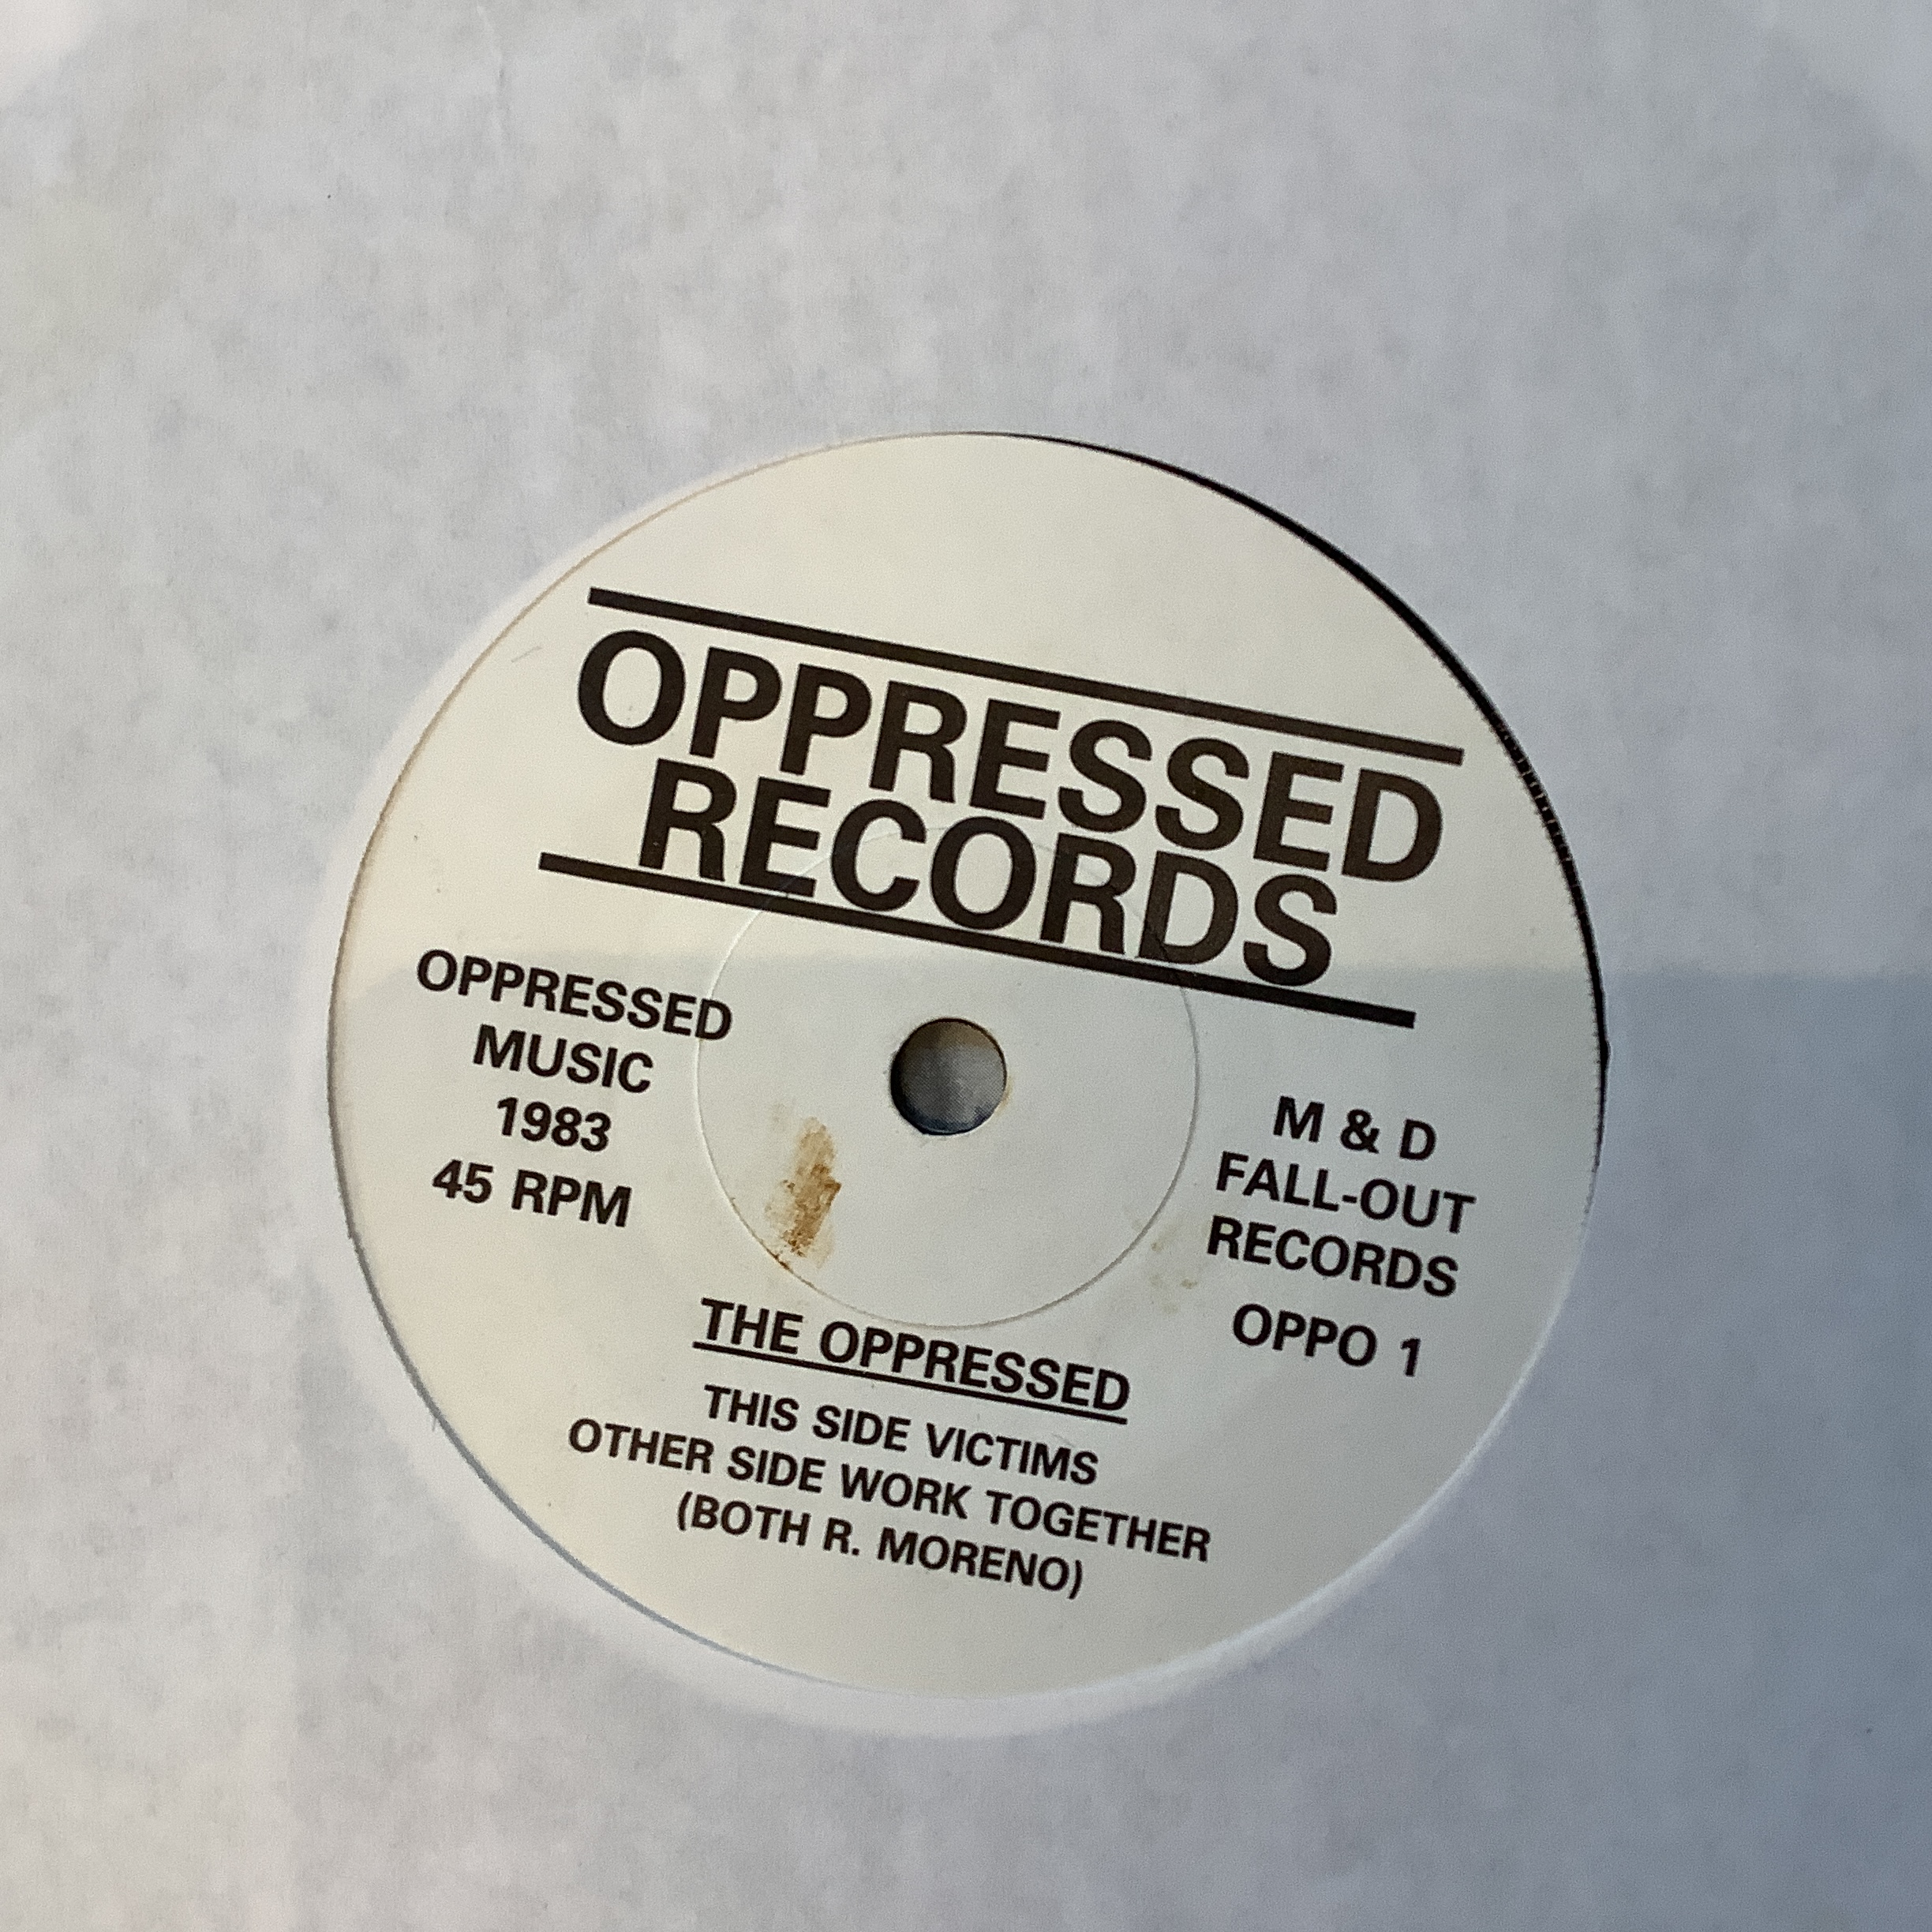 OPPRESSED
RECORDS
OPPRESSED
MUSIC
1983
45 RPM
M & D
FALL-OUT
RECORDS
OPPO 1
THE OPPRESSED
THIS SIDE VICTIMS
OTHER SIDE WORK TOGETHER
(BOTH R. MORENO)